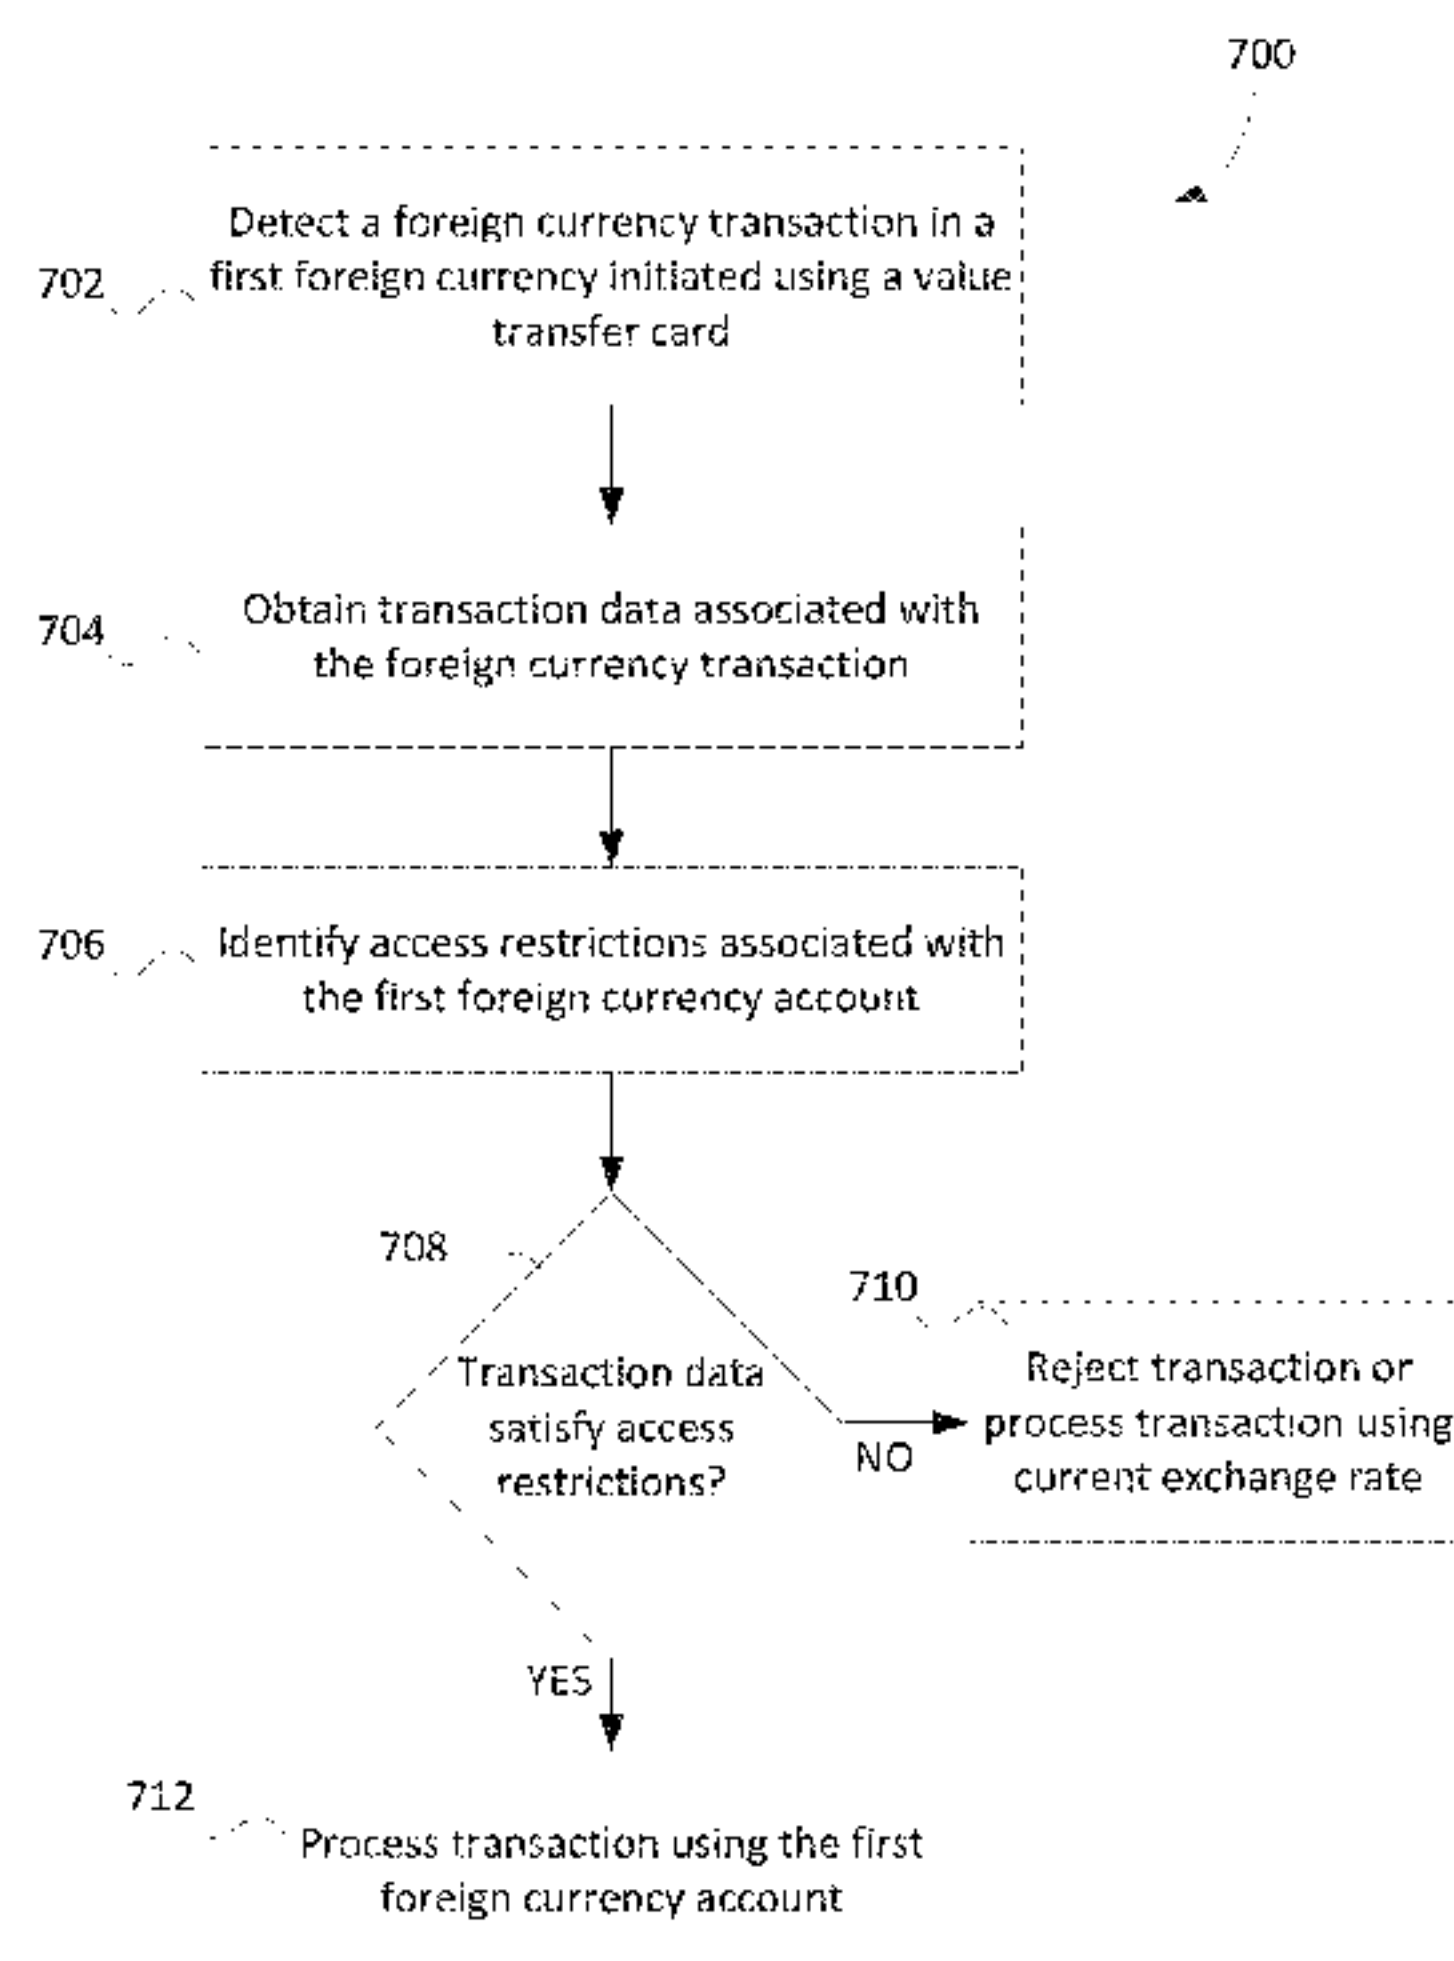 700
702
Detect a foreign currency transaction in a
first foreign currency initiated using a value
transfer card
704
Obtain transaction data associated with
the foreign currency transaction
706
Identify access restrictions associated with
the first foreign currency account
708
Transaction data
satisfy access
restrictions?
710
Reject transaction or
process transaction using
current exchange rate
NO
YES
712
Process transaction using the first
foreign currency account